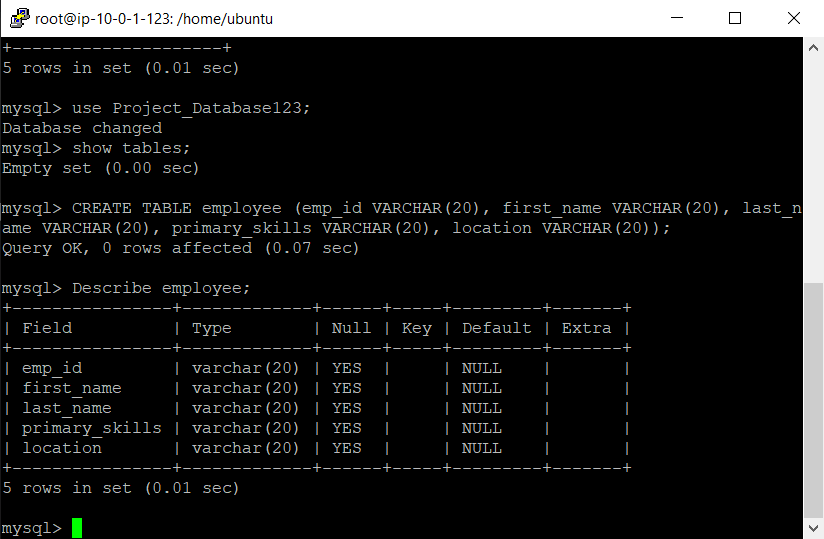 root@ip-10-0-1-123: /home/ubuntu
+---------------------+
5 rows in set (0.01 sec)
mysql> use Project_Database123;
Database changed
mysql> show tables;
Empty set (0.00 sec)
mysql> CREATE TABLE employee (emp_id VARCHAR(20), first_name VARCHAR(20), last_n
ame VARCHAR(20), primary_skills VARCHAR(20), location VARCHAR(20));
Query OK, 0 rows affected (0.07 sec)
mysql> Describe employee;
+----------------+-------------+------+-----+---------+-------+
| Field          | Type        | Null | Key | Default | Extra |
+----------------+-------------+------+-----+---------+-------+
| emp_id         | varchar(20) | YES  |     | NULL    |       |
| first_name     | varchar(20) | YES  |     | NULL    |       |
| last_name      | varchar(20) | YES  |     | NULL    |       |
| primary_skills | varchar(20) | YES  |     | NULL    |       |
| location       | varchar(20) | YES  |     | NULL    |       |
+----------------+-------------+------+-----+---------+-------+
5 rows in set (0.01 sec)
mysql>